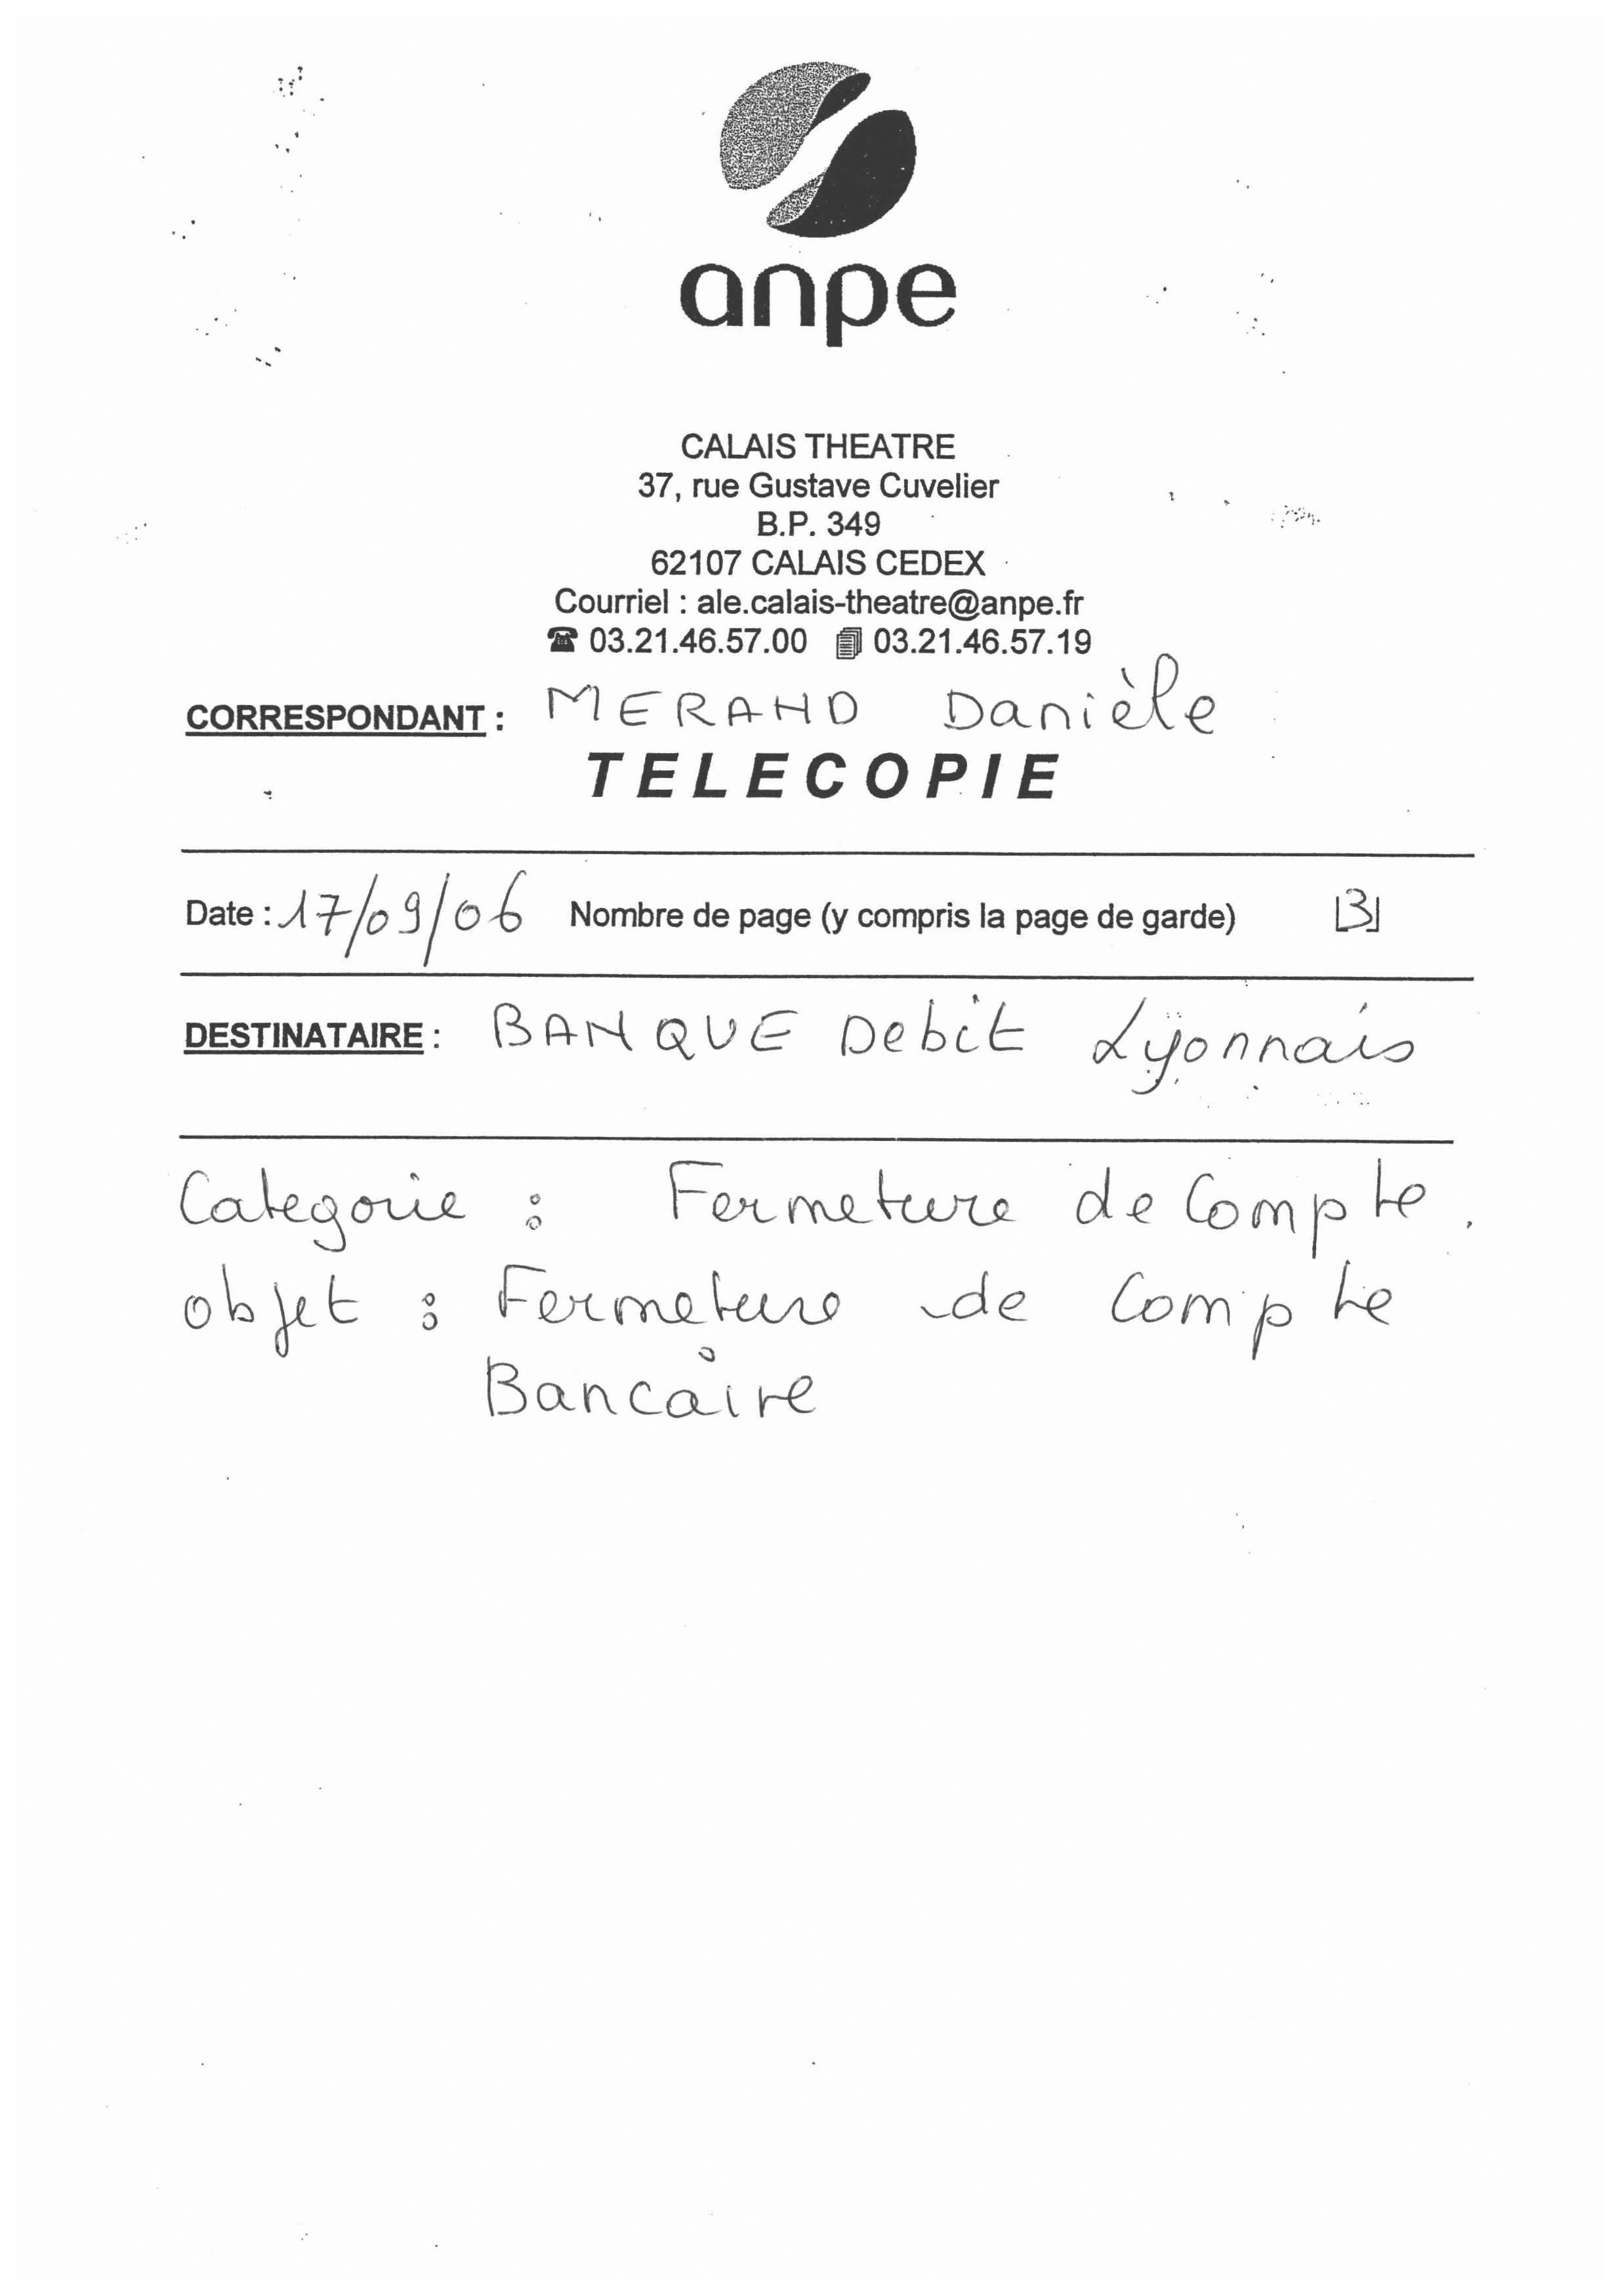 anpe
CALAIS THEATRE
37, rue Gustave Cuvelier
B.P. 349
62107 CALAIS CEDEX
Courriel : ale.calais-theatre@anpe.fr
☎ 03.21.46.57.00 03.21.46.57.19
CORRESPONDANT : MERAND Danièle
TELECOPIE
Date : 17/09/06 Nombre de page (y compris la page de garde) |3|
DESTINATAIRE : BANQUE Debit Lyonnais
Categorie : Fermeture de Compte.
objet : Fermeture de Compte
Bancaire